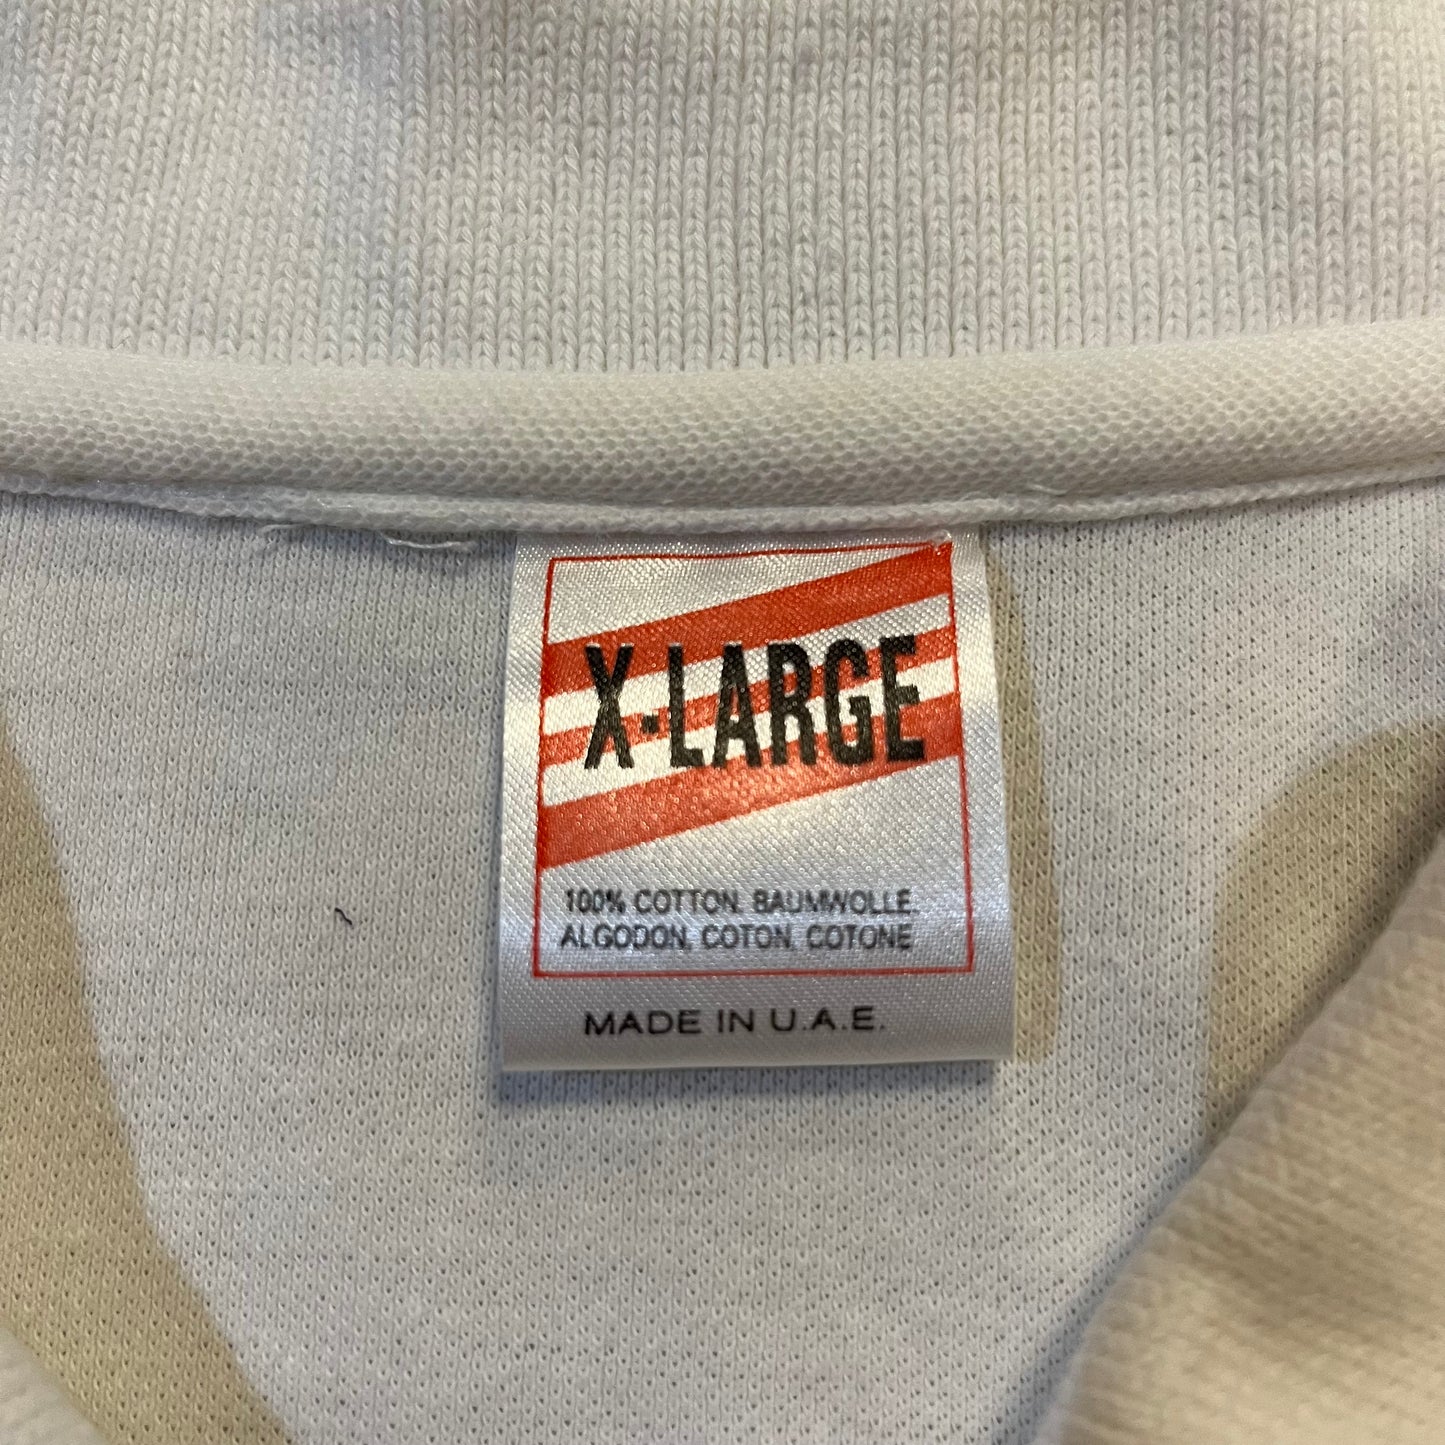 X·LARGE
100% COTTON. BAUMWOLLE.
ALGODON, COTON, COTONE
MADE IN U.A.E.